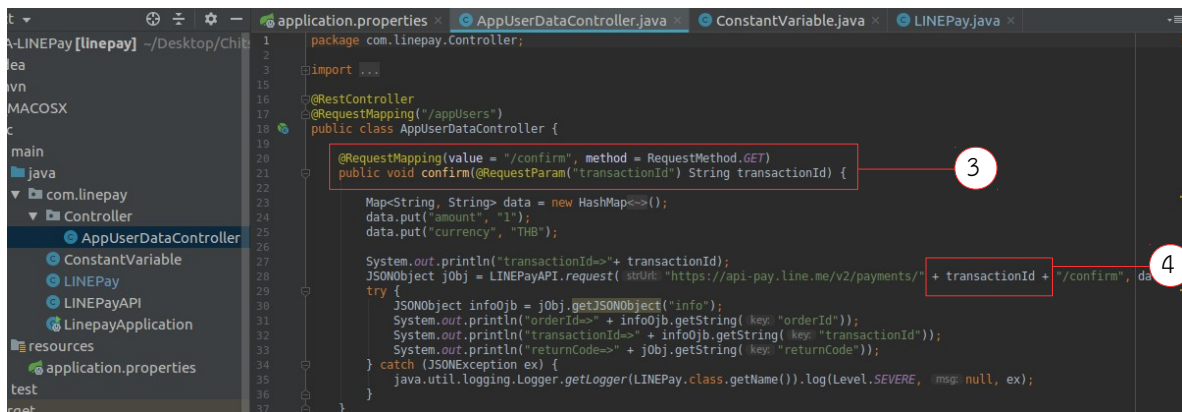 application.properties × AppUserDataController.java × ConstantVariable.java × LINEPay.java ×
A-LINEPay [linepay] ~/Desktop/Chit
MACOSX
main
java
com.linepay
Controller
AppUserDataController
ConstantVariable
LINEPay
LINEPayAPI
LinepayApplication
resources
application.properties
test
1 package com.linepay.Controller;
2
3 import ...
15
16 @RestController
17 @RequestMapping("/appUsers")
18 public class AppUserDataController {
19
20 @RequestMapping(value = "/confirm", method = RequestMethod.GET)
21 public void confirm(@RequestParam("transactionId") String transactionId) {
22
23 Map<String, String> data = new HashMap<~>();
24 data.put("amount", "1");
25 data.put("currency", "THB");
26
27 System.out.println("transactionId=>"+ transactionId);
28 JSONObject jObj = LINEPayAPI.request( strUrl: "https://api-pay.line.me/v2/payments/" + transactionId + "/confirm", da
29 try {
30 JSONObject infoOjb = jObj.getJSONObject("info");
31 System.out.println("orderId=>" + infoOjb.getString( key: "orderId"));
32 System.out.println("transactionId=>" + infoOjb.getString( key: "transactionId"));
33 System.out.println("returnCode=>" + jObj.getString( key: "returnCode"));
34 } catch (JSONException ex) {
35 java.util.logging.Logger.getLogger(LINEPay.class.getName()).log(Level.SEVERE, msg: null, ex);
36 }
37 }
3
4